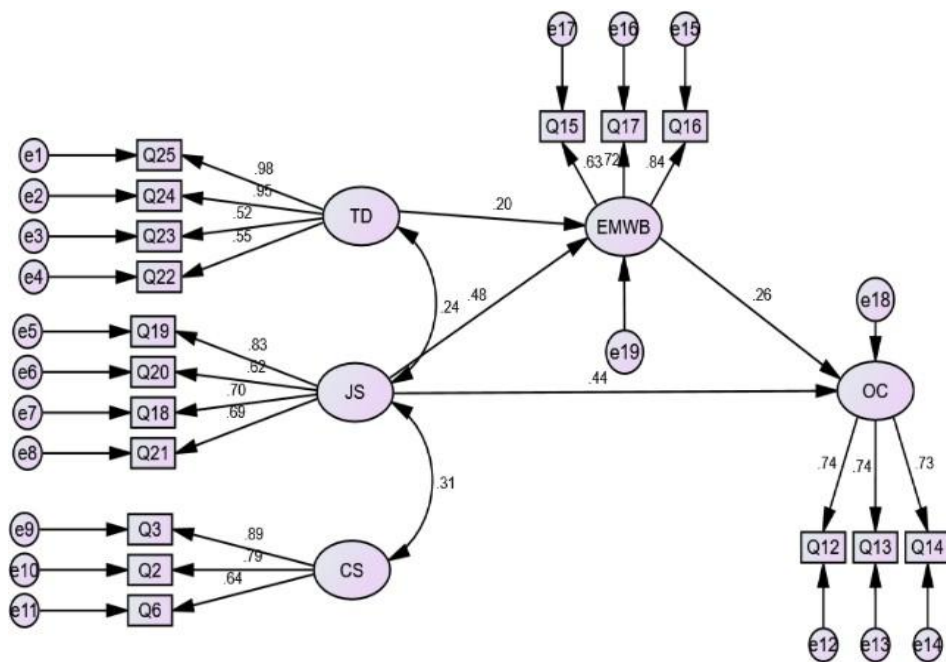 e17 e16 e15
Q15 Q17 Q16
.63 .72 .84
e1 Q25 .98
e2 Q24 .95
e3 Q23 .52
e4 Q22 .55
TD .20 EMWB
.24 .48 .26
e19 e18
e5 Q19 .83
e6 Q20 .62
e7 Q18 .70
e8 Q21 .69
JS .44 OC
.31
.74 .74 .73
e9 Q3 .89
e10 Q2 .79
e11 Q6 .64
CS
Q12 Q13 Q14
e12 e13 e14